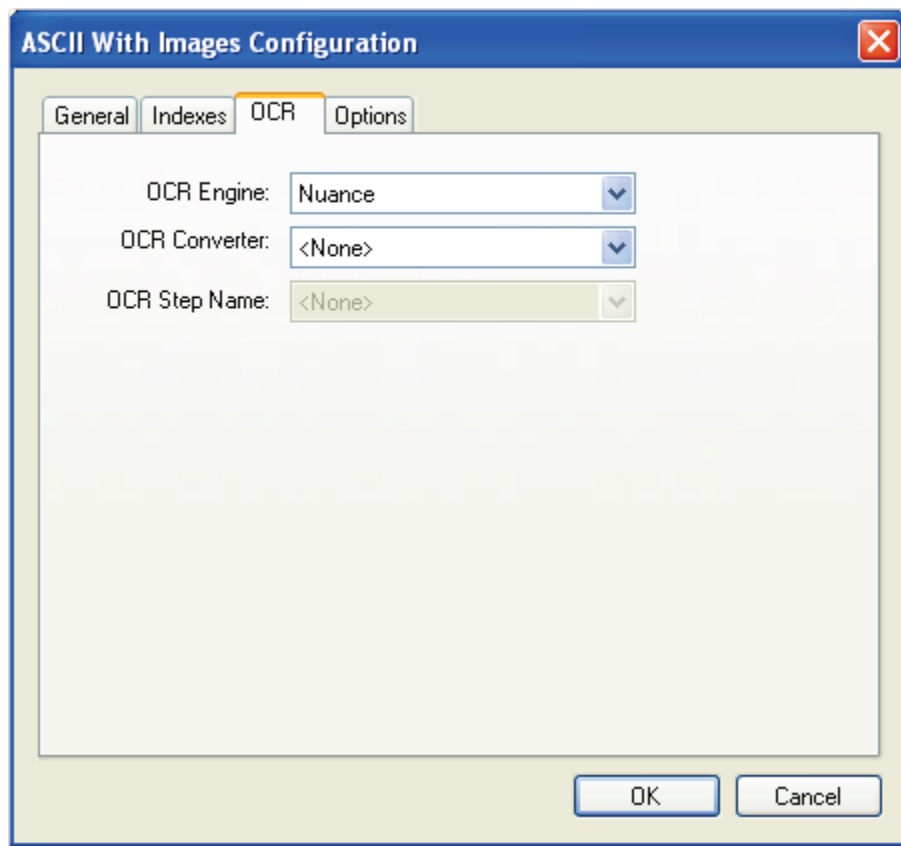 ASCII With Images Configuration
General Indexes OCR Options
OCR Engine: Nuance
OCR Converter: <None>
OCR Step Name: <None>
OK Cancel